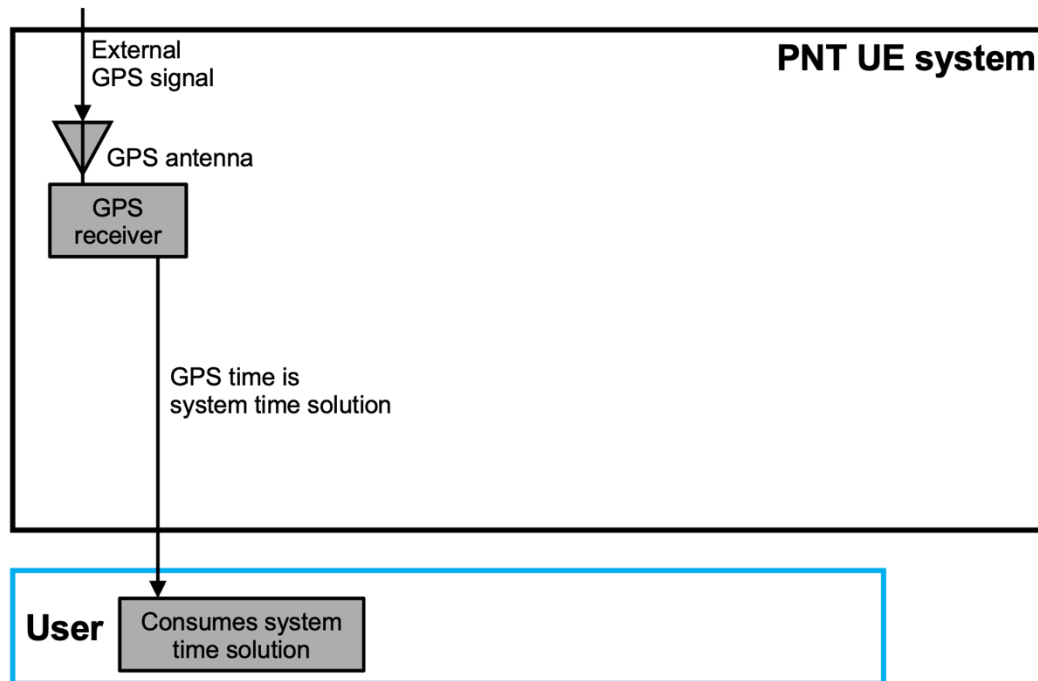 External
GPS signal
PNT UE system
GPS antenna
GPS
receiver
GPS time is
system time solution
User
Consumes system
time solution